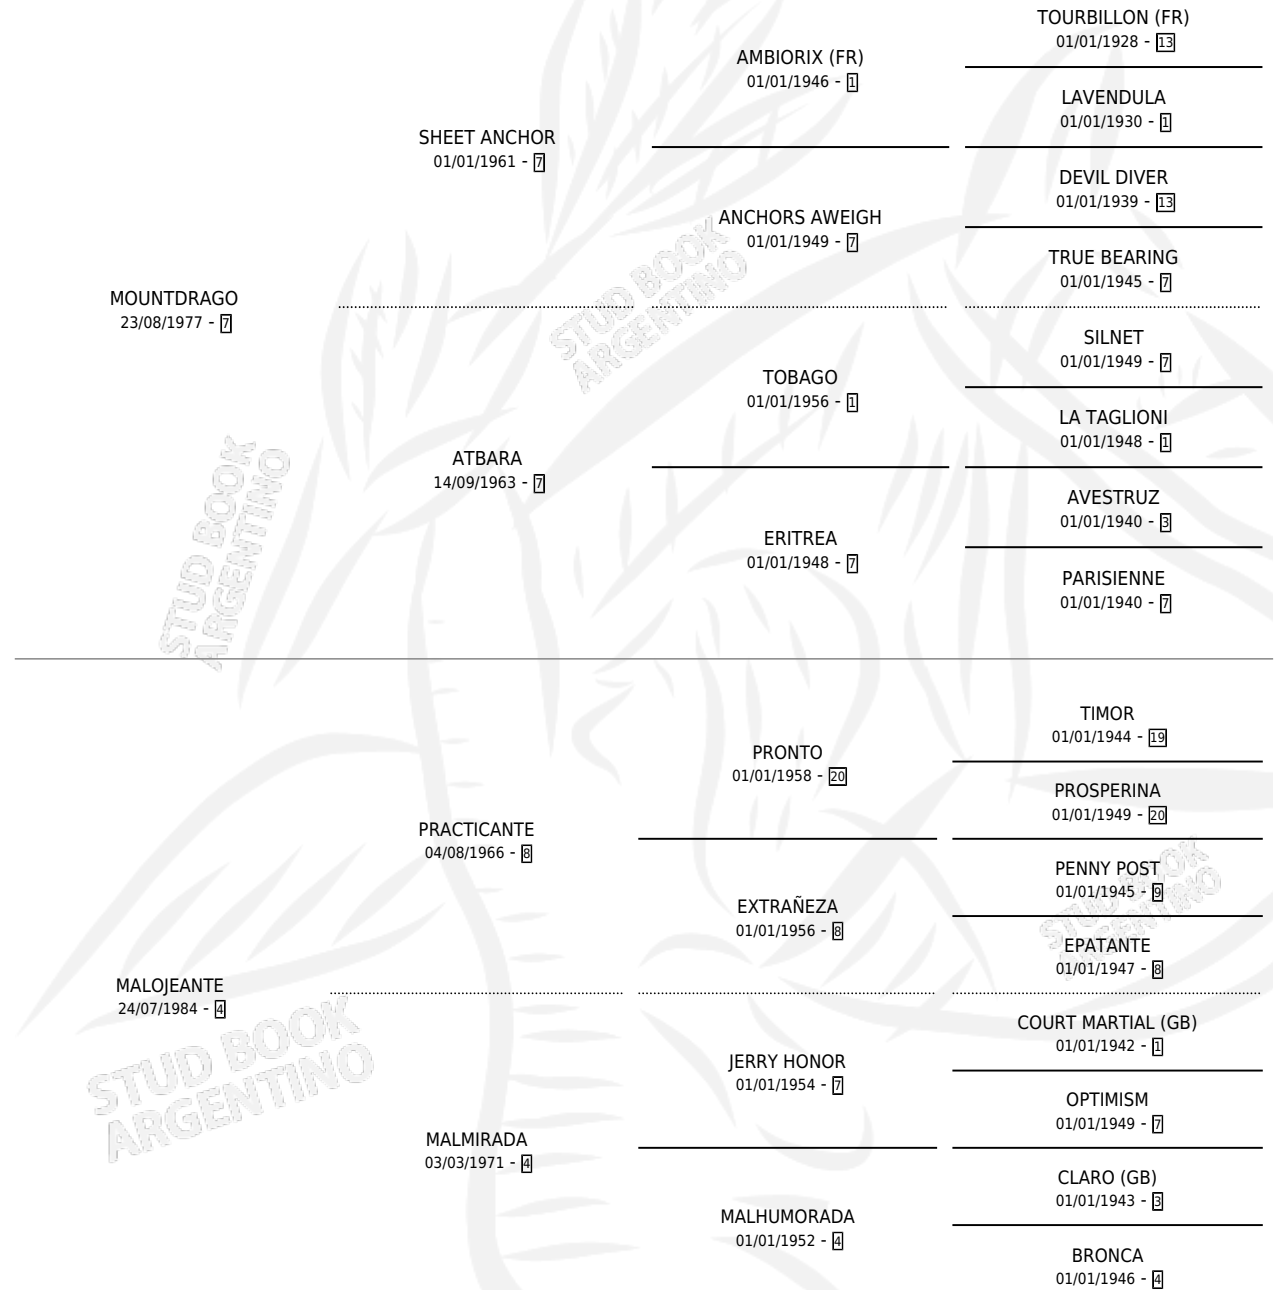 TOURBILLON (FR)
01/01/1928 - 13
AMBIORIX (FR)
01/01/1946 - 1
LAVENDULA
01/01/1930 - 1
SHEET ANCHOR
01/01/1961 - 7
DEVIL DIVER
01/01/1939 - 13
ANCHORS AWEIGH
01/01/1949 - 7
TRUE BEARING
01/01/1945 - 7
MOUNTDRAGO
23/08/1977 - 7
SILNET
01/01/1949 - 7
TOBAGO
01/01/1956 - 1
LA TAGLIONI
01/01/1948 - 1
ATBARA
14/09/1963 - 7
AVESTRUZ
01/01/1940 - 3
ERITREA
01/01/1948 - 7
PARISIENNE
01/01/1940 - 7
STUD BOOK
ARGENTINO
STUD BOOK
ARGENTINO
TIMOR
01/01/1944 - 19
PRONTO
01/01/1958 - 20
PROSPERINA
01/01/1949 - 20
PRACTICANTE
04/08/1966 - 8
PENNY POST
01/01/1945 - 9
EXTRAÑEZA
01/01/1956 - 8
EPATANTE
01/01/1947 - 8
MALOJEANTE
24/07/1984 - 4
COURT MARTIAL (GB)
01/01/1942 - 1
JERRY HONOR
01/01/1954 - 7
OPTIMISM
01/01/1949 - 7
MALMIRADA
03/03/1971 - 4
CLARO (GB)
01/01/1943 - 3
MALHUMORADA
01/01/1952 - 4
BRONCA
01/01/1946 - 4
STUD BOOK
ARGENTINO
STUD BOOK
ARGENTINO